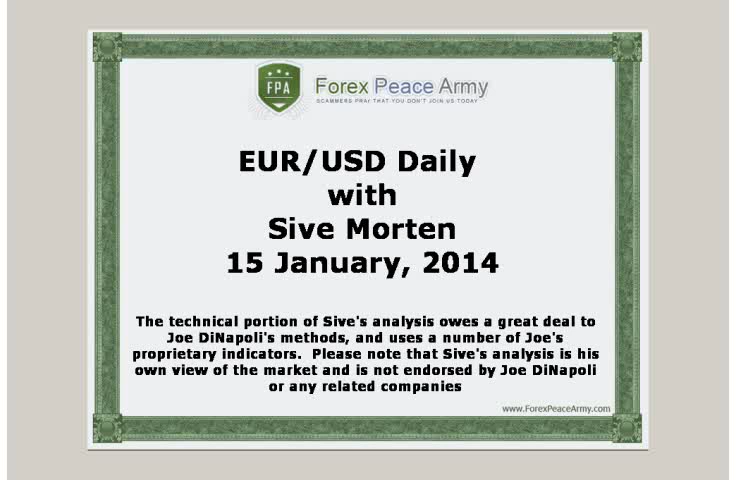 FPA
Forex Peace Army
SCAMMERS PRAY THAT YOU DON'T JOIN US TODAY
EUR/USD Daily
with
Sive Morten
15 January, 2014
The technical portion of Sive's analysis owes a great deal to
Joe DiNapoli's methods, and uses a number of Joe's
proprietary indicators.  Please note that Sive's analysis is his
own view of the market and is not endorsed by Joe DiNapoli
or any related companies
www.ForexPeaceArmy.com